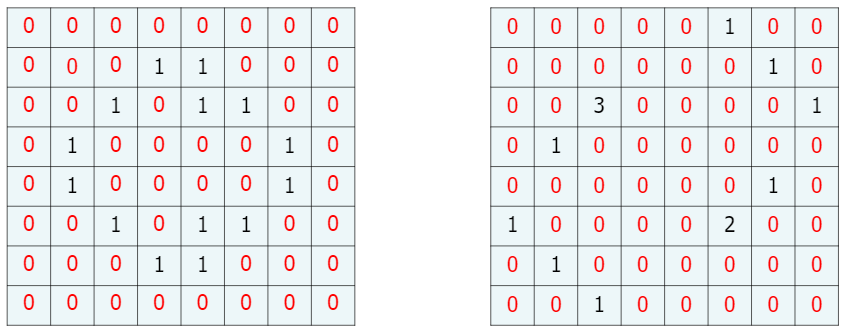 0 0 0 0 0 0 0 0 0 0 0 0 0 1 0 0
0 0 0 1 1 0 0 0 0 0 0 0 0 0 1 0
0 0 1 0 1 1 0 0 0 0 3 0 0 0 0 1
0 1 0 0 0 0 1 0 0 1 0 0 0 0 0 0
0 1 0 0 0 0 1 0 0 0 0 0 0 0 1 0
0 0 1 0 1 1 0 0 1 0 0 0 0 2 0 0
0 0 0 1 1 0 0 0 0 1 0 0 0 0 0 0
0 0 0 0 0 0 0 0 0 0 1 0 0 0 0 0